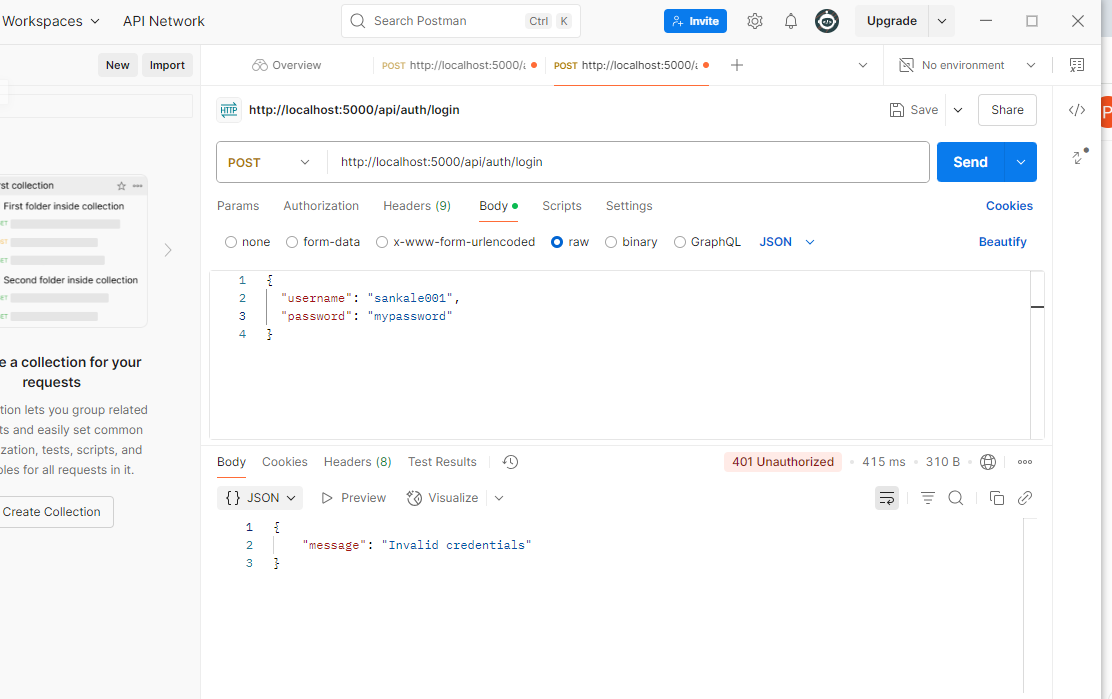 Workspaces API Network Search Postman Ctrl K Invite Upgrade
New Import Overview POST http://localhost:5000/ POST http://localhost:5000/ No environment
HTTP http://localhost:5000/api/auth/login Save Share
POST http://localhost:5000/api/auth/login Send
Params Authorization Headers (9) Body Scripts Settings Cookies
none form-data x-www-form-urlencoded raw binary GraphQL JSON Beautify
1 {
2 "username": "sankale001",
3 "password": "mypassword"
4 }
collection
First folder inside collection
Second folder inside collection
e a collection for your
requests
lets you group related
and easily set common
tests, scripts, and
for all requests in it.
Create Collection
Body Cookies Headers (8) Test Results 401 Unauthorized 415 ms 310 B
{} JSON Preview Visualize
1 {
2 "message": "Invalid credentials"
3 }